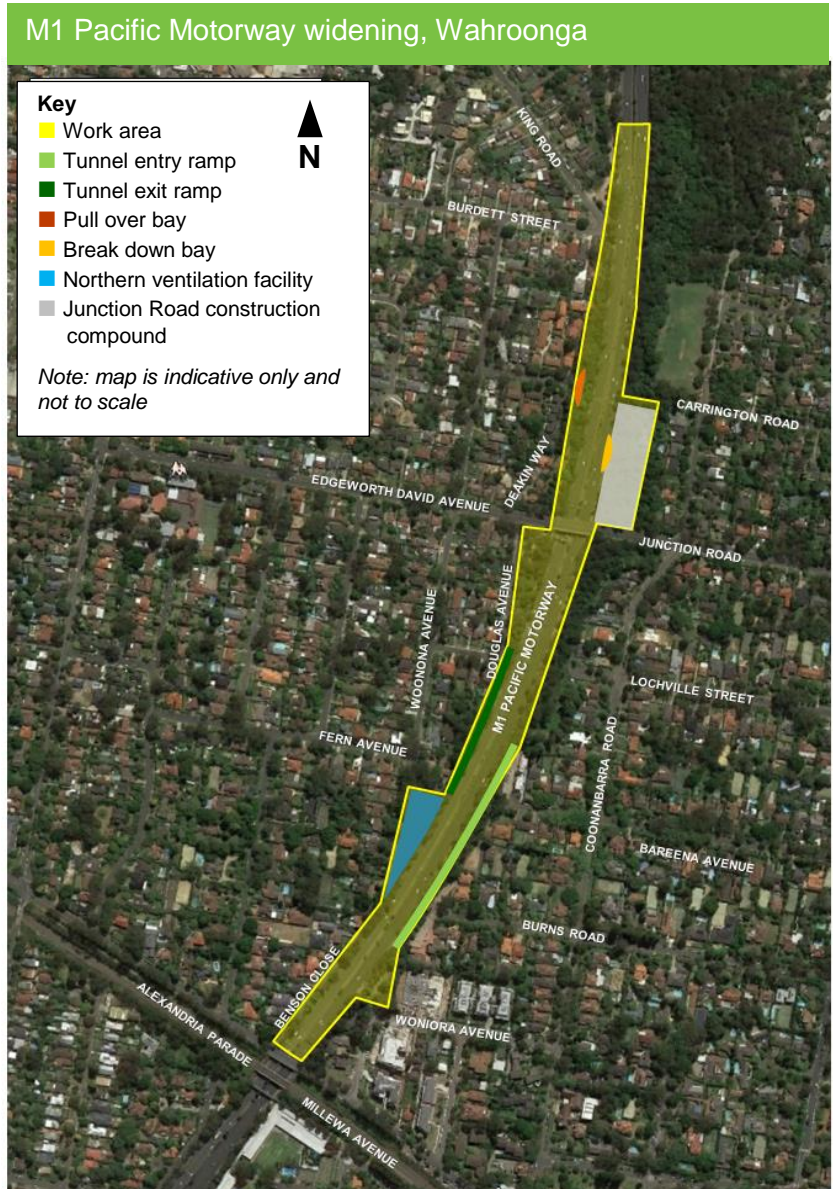 M1 Pacific Motorway widening, Wahroonga
Key
N
Work area
Tunnel entry ramp
Tunnel exit ramp
Pull over bay
Break down bay
Northern ventilation facility
Junction Road construction
compound
Note: map is indicative only and
not to scale
KING ROAD
BURDETT STREET
CARRINGTON ROAD
DEAKIN WAY
EDGEWORTH DAVID AVENUE
JUNCTION ROAD
DOUGLAS AVENUE
M1 PACIFIC MOTORWAY
WOONONA AVENUE
LOCHVILLE STREET
FERN AVENUE
COONANBARRA ROAD
BAREENA AVENUE
BURNS ROAD
BENSON CLOSE
ALEXANDRIA PARADE
WONIORA AVENUE
MILLEWA AVENUE